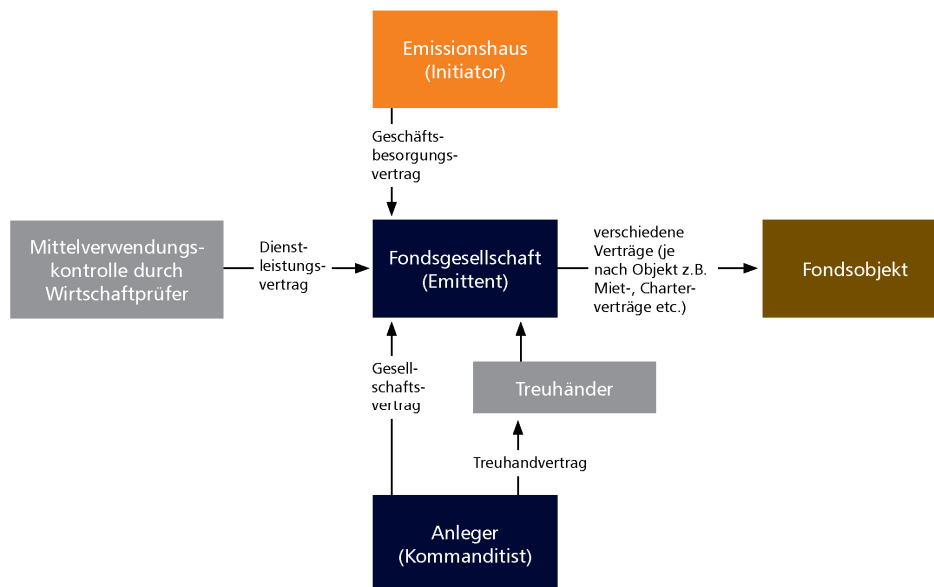 Emissionshaus
(Initiator)
Geschäfts-
besorgungs-
vertrag
Mittelverwendungs-
kontrolle durch
Wirtschaftprüfer
Dienst-
leistungs-
vertrag
Fondsgesellschaft
(Emittent)
verschiedene
Verträge (je
nach Objekt z.B.
Miet-, Charter-
verträge etc.)
Fondsobjekt
Gesell-
schafts-
vertrag
Treuhänder
Treuhandvertrag
Anleger
(Kommanditist)